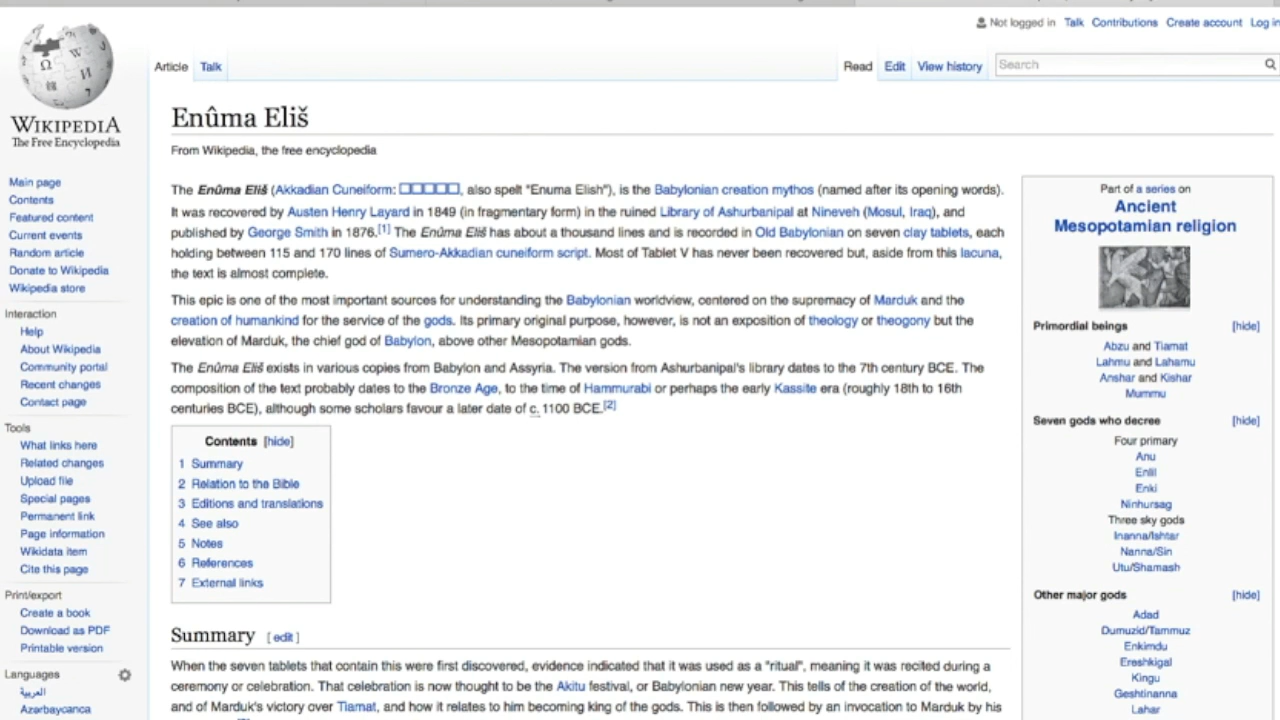 Not logged in Talk Contributions Create account Log in
Article Talk
Read Edit View history Search
WIKIPEDIA
The Free Encyclopedia
Main page
Contents
Featured content
Current events
Random article
Donate to Wikipedia
Wikipedia store
Interaction
Help
About Wikipedia
Community portal
Recent changes
Contact page
Tools
What links here
Related changes
Upload file
Special pages
Permanent link
Page information
Wikidata item
Cite this page
Print/export
Create a book
Download as PDF
Printable version
Languages
العربية
Azərbaycanca
Enûma Eliš
From Wikipedia, the free encyclopedia
The Enûma Eliš (Akkadian Cuneiform: □□□□□, also spelt "Enuma Elish"), is the Babylonian creation mythos (named after its opening words).
It was recovered by Austen Henry Layard in 1849 (in fragmentary form) in the ruined Library of Ashurbanipal at Nineveh (Mosul, Iraq), and
published by George Smith in 1876.[1] The Enûma Eliš has about a thousand lines and is recorded in Old Babylonian on seven clay tablets, each
holding between 115 and 170 lines of Sumero-Akkadian cuneiform script. Most of Tablet V has never been recovered but, aside from this lacuna,
the text is almost complete.
This epic is one of the most important sources for understanding the Babylonian worldview, centered on the supremacy of Marduk and the
creation of humankind for the service of the gods. Its primary original purpose, however, is not an exposition of theology or theogony but the
elevation of Marduk, the chief god of Babylon, above other Mesopotamian gods.
The Enûma Eliš exists in various copies from Babylon and Assyria. The version from Ashurbanipal's library dates to the 7th century BCE. The
composition of the text probably dates to the Bronze Age, to the time of Hammurabi or perhaps the early Kassite era (roughly 18th to 16th
centuries BCE), although some scholars favour a later date of c. 1100 BCE.[2]
Contents [hide]
1 Summary
2 Relation to the Bible
3 Editions and translations
4 See also
5 Notes
6 References
7 External links
Summary [ edit ]
When the seven tablets that contain this were first discovered, evidence indicated that it was used as a "ritual", meaning it was recited during a
ceremony or celebration. That celebration is now thought to be the Akitu festival, or Babylonian new year. This tells of the creation of the world,
and of Marduk's victory over Tiamat, and how it relates to him becoming king of the gods. This is then followed by an invocation to Marduk by his
Part of a series on
Ancient
Mesopotamian religion
Primordial beings [hide]
Abzu and Tiamat
Lahmu and Lahamu
Anshar and Kishar
Mummu
Seven gods who decree [hide]
Four primary
Anu
Enlil
Enki
Ninhursag
Three sky gods
Inanna/Ishtar
Nanna/Sin
Utu/Shamash
Other major gods [hide]
Adad
Dumuzid/Tammuz
Enkimdu
Ereshkigal
Kingu
Geshtinanna
Lahar